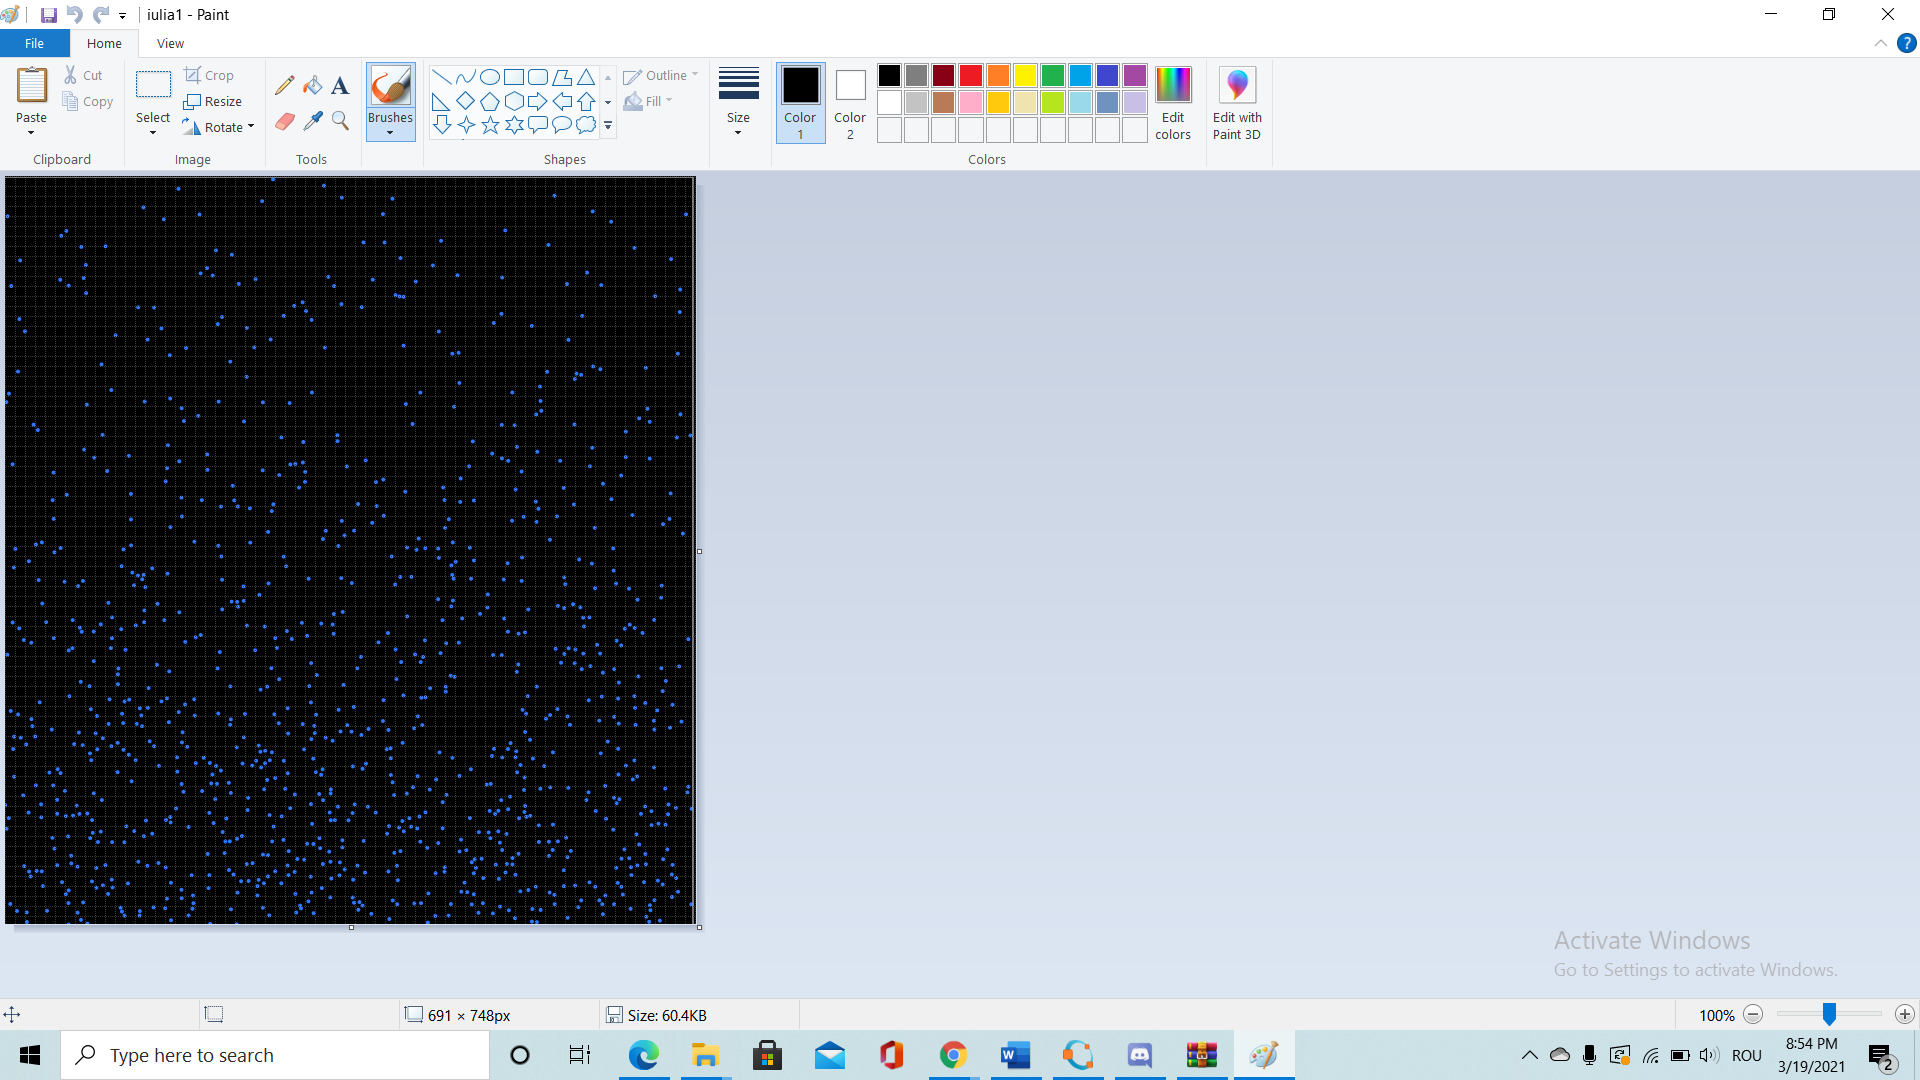 iulia1 - Paint
File Home View
Paste
Cut
Copy
Clipboard
Select
Crop
Resize
Rotate
Image
A
Tools
Brushes
Shapes
Outline
Fill
Size
Color 1
Color 2
Colors
Edit colors
Edit with Paint 3D
?
Activate Windows
Go to Settings to activate Windows.
691 × 748px
Size: 60.4KB
100%
Type here to search
W
ROU
8:54 PM
3/19/2021
2